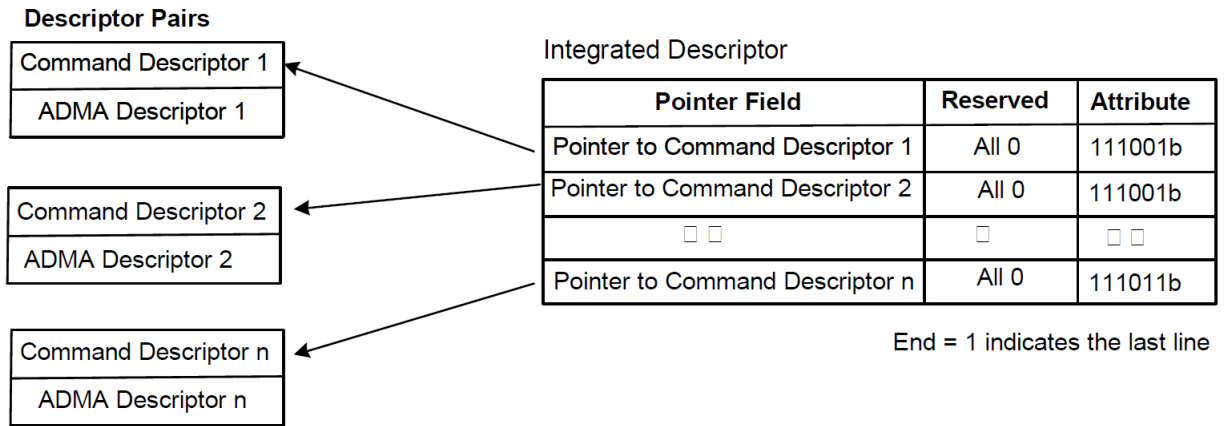 Descriptor Pairs
Command Descriptor 1
ADMA Descriptor 1
Command Descriptor 2
ADMA Descriptor 2
Command Descriptor n
ADMA Descriptor n
Integrated Descriptor
Pointer Field Reserved Attribute
Pointer to Command Descriptor 1 All 0 111001b
Pointer to Command Descriptor 2 All 0 111001b
Pointer to Command Descriptor n All 0 111011b
End = 1 indicates the last line